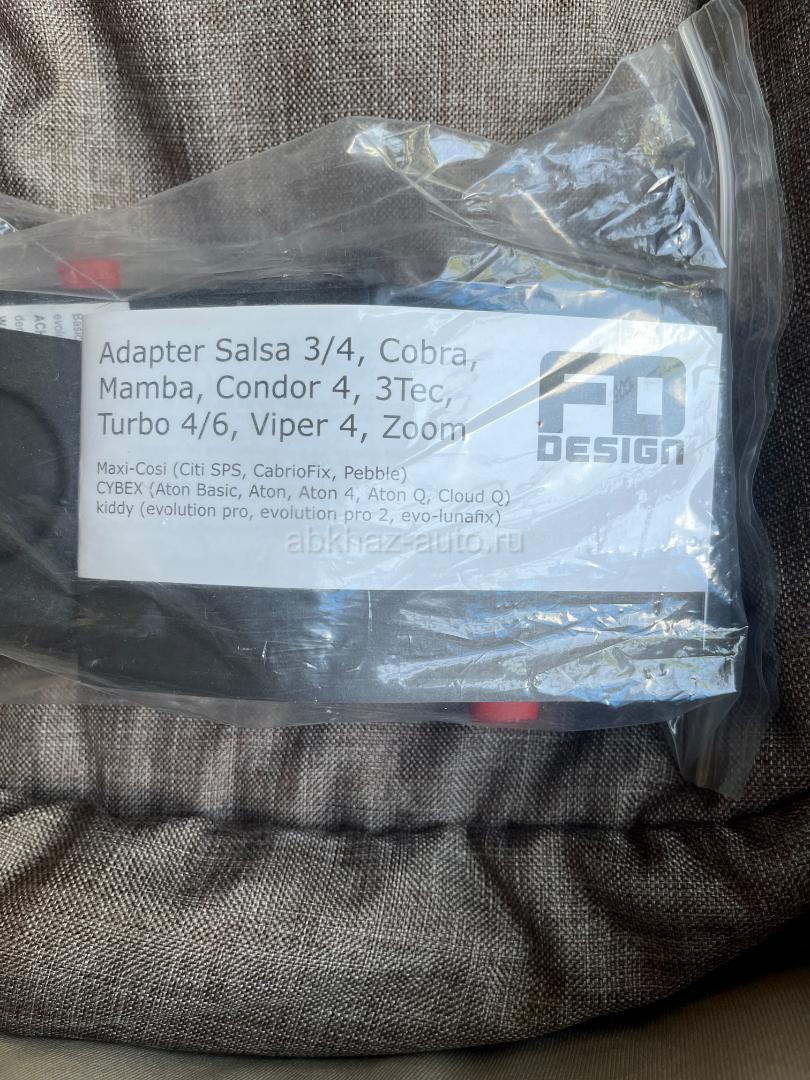 Adapter Salsa 3/4, Cobra,
Mamba, Condor 4, 3Tec,
Turbo 4/6, Viper 4, Zoom
FD
DESIGN
Maxi-Cosi (Citi SPS, CabrioFix, Pebble)
CYBEX (Aton Basic, Aton, Aton 4, Aton Q, Cloud Q)
kiddy (evolution pro, evolution pro 2, evo-lunafix)
abkhaz-auto.ru